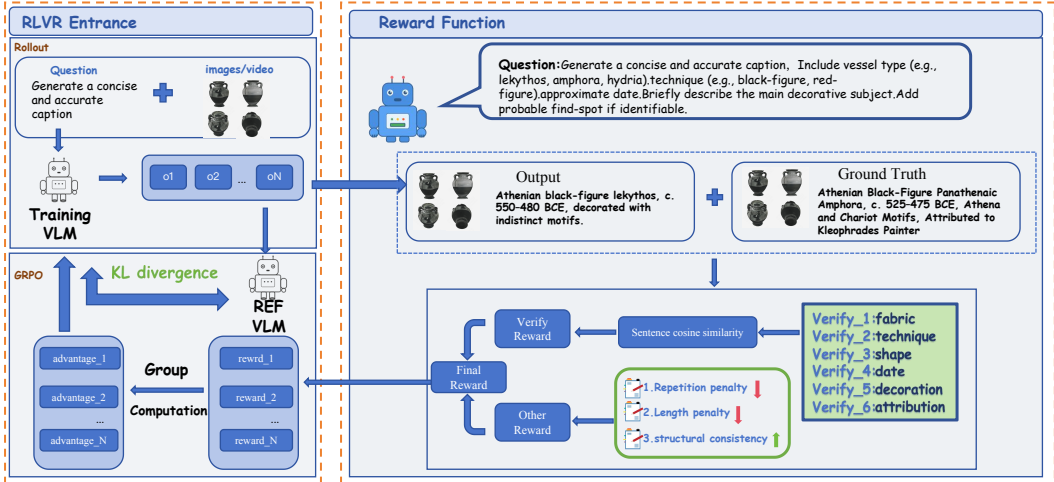 RLVR Entrance
Rollout
Question
Generate a concise
and accurate
caption
images/video
Training
VLM
o1
o2
...
oN
GRPO
KL divergence
REF
VLM
advantage_1
advantage_2
...
advantage_N
Group
Computation
rewrd_1
reward_2
...
reward_N
Reward Function
Question:Generate a concise and accurate caption, Include vessel type (e.g.,
lekythos, amphora, hydria).technique (e.g., black-figure, red-
figure).approximate date.Briefly describe the main decorative subject.Add
probable find-spot if identifiable.
Output
Athenian black-figure lekythos, c.
550-480 BCE, decorated with
indistinct motifs.
Ground Truth
Athenian Black-Figure Panathenaic
Amphora, c. 525-475 BCE, Athena
and Chariot Motifs, Attributed to
Kleophrades Painter
Final
Reward
Verify
Reward
Sentence cosine similarity
Verify_1:fabric
Verify_2:technique
Verify_3:shape
Verify_4:date
Verify_5:decoration
Verify_6:attribution
Other
Reward
1.Repetition penalty
2.Length penalty
3.structural consistency